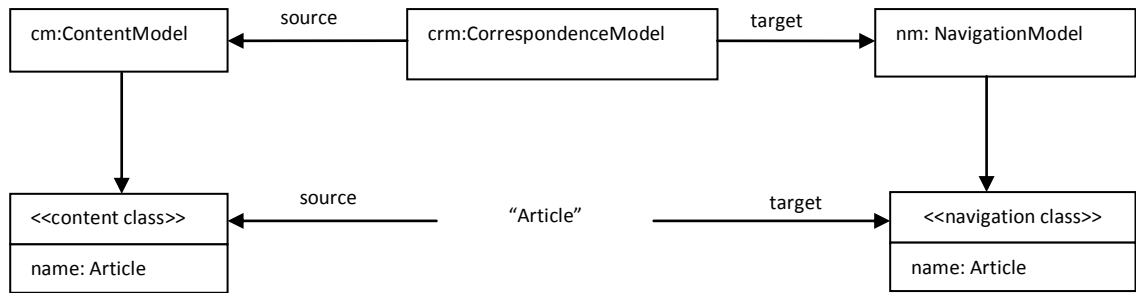 source
target
cm:ContentModel
crm:CorrespondenceModel
nm: NavigationModel
source
target
<<content class>>
“Article”
<<navigation class>>
name: Article
name: Article